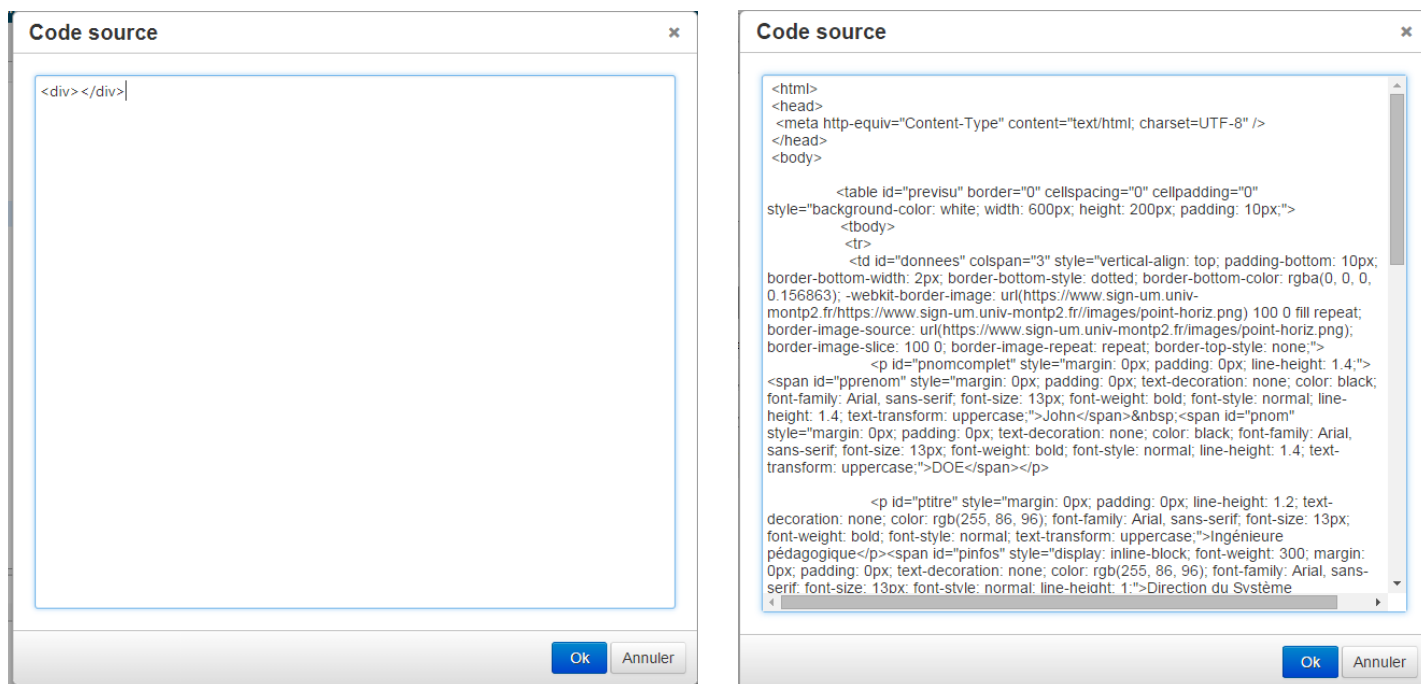 Code source
×
<div></div>
Ok
Annuler
Code source
×
<html>
<head>
<meta http-equiv="Content-Type" content="text/html; charset=UTF-8" />
</head>
<body>
<table id="previsu" border="0" cellspacing="0" cellpadding="0"
style="background-color: white; width: 600px; height: 200px; padding: 10px;">
<tbody>
<tr>
<td id="donnees" colspan="3" style="vertical-align: top; padding-bottom: 10px;
border-bottom-width: 2px; border-bottom-style: dotted; border-bottom-color: rgba(0, 0, 0,
0.156863); -webkit-border-image: url(https://www.sign-um.univ-
montp2.fr/https://www.sign-um.univ-montp2.fr//images/point-horiz.png) 100 0 fill repeat;
border-image-source: url(https://www.sign-um.univ-montp2.fr/images/point-horiz.png);
border-image-slice: 100 0; border-image-repeat: repeat; border-top-style: none;">
<p id="pnomcomplet" style="margin: 0px; padding: 0px; line-height: 1.4;">
<span id="pprenom" style="margin: 0px; padding: 0px; text-decoration: none; color: black;
font-family: Arial, sans-serif; font-size: 13px; font-weight: bold; font-style: normal; line-
height: 1.4; text-transform: uppercase;">John</span>&nbsp;<span id="pnom"
style="margin: 0px; padding: 0px; text-decoration: none; color: black; font-family: Arial,
sans-serif; font-size: 13px; font-weight: bold; font-style: normal; line-height: 1.4; text-
transform: uppercase;">DOE</span></p>
<p id="ptitre" style="margin: 0px; padding: 0px; line-height: 1.2; text-
decoration: none; color: rgb(255, 86, 96); font-family: Arial, sans-serif; font-size: 13px;
font-weight: bold; font-style: normal; text-transform: uppercase;">Ingénieure
pédagogique</p><span id="pinfos" style="display: inline-block; font-weight: 300; margin:
0px; padding: 0px; text-decoration: none; color: rgb(255, 86, 96); font-family: Arial, sans-
serif; font-size: 13px; font-style: normal; line-height: 1;">Direction du Système
Ok
Annuler